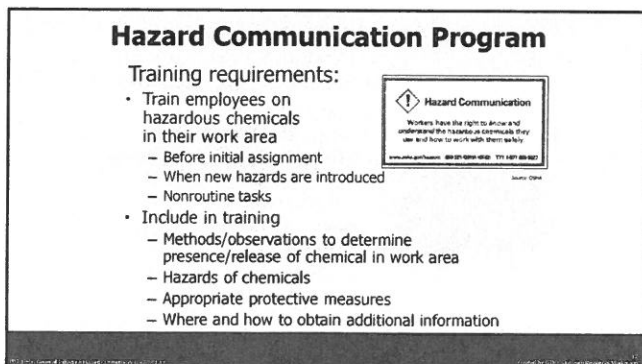 Hazard Communication Program
Training requirements:
• Train employees on
hazardous chemicals
in their work area
– Before initial assignment
– When new hazards are introduced
– Nonroutine tasks
• Include in training
– Methods/observations to determine
presence/release of chemical in work area
– Hazards of chemicals
– Appropriate protective measures
– Where and how to obtain additional information
Hazard Communication
Workers have the right to know and
understand the hazardous chemicals they
use and how to work with them safely.
Source: OSHA